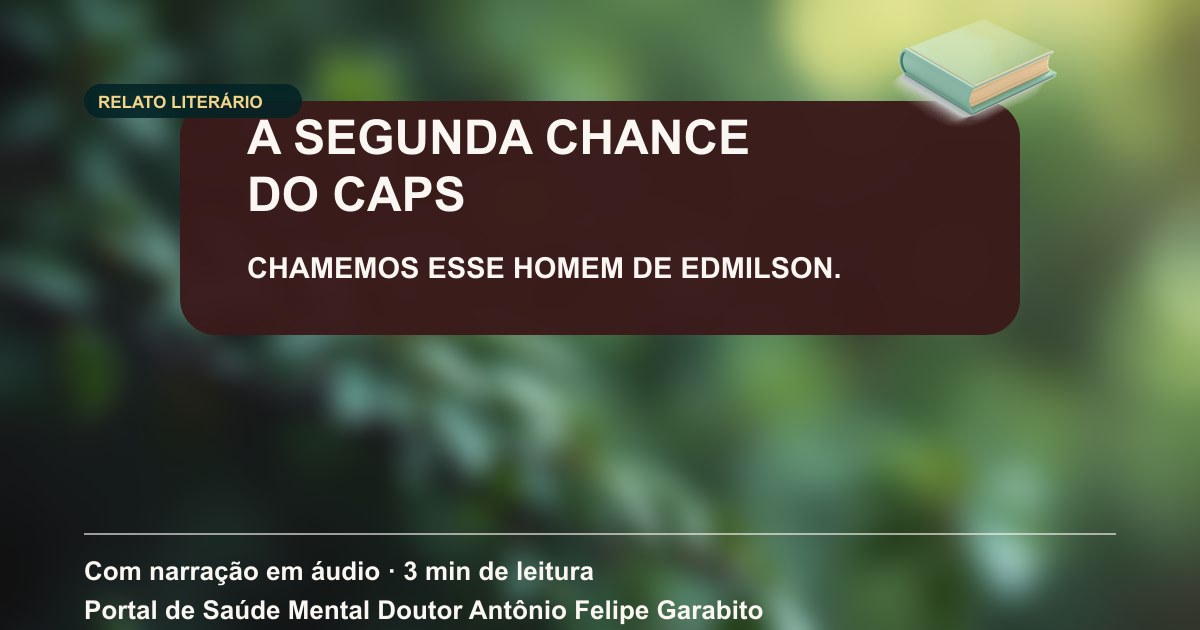 RELATO LITERÁRIO
A SEGUNDA CHANCE
DO CAPS
CHAMEMOS ESSE HOMEM DE EDMILSON.
Com narração em áudio · 3 min de leitura
Portal de Saúde Mental Doutor Antônio Felipe Garabito